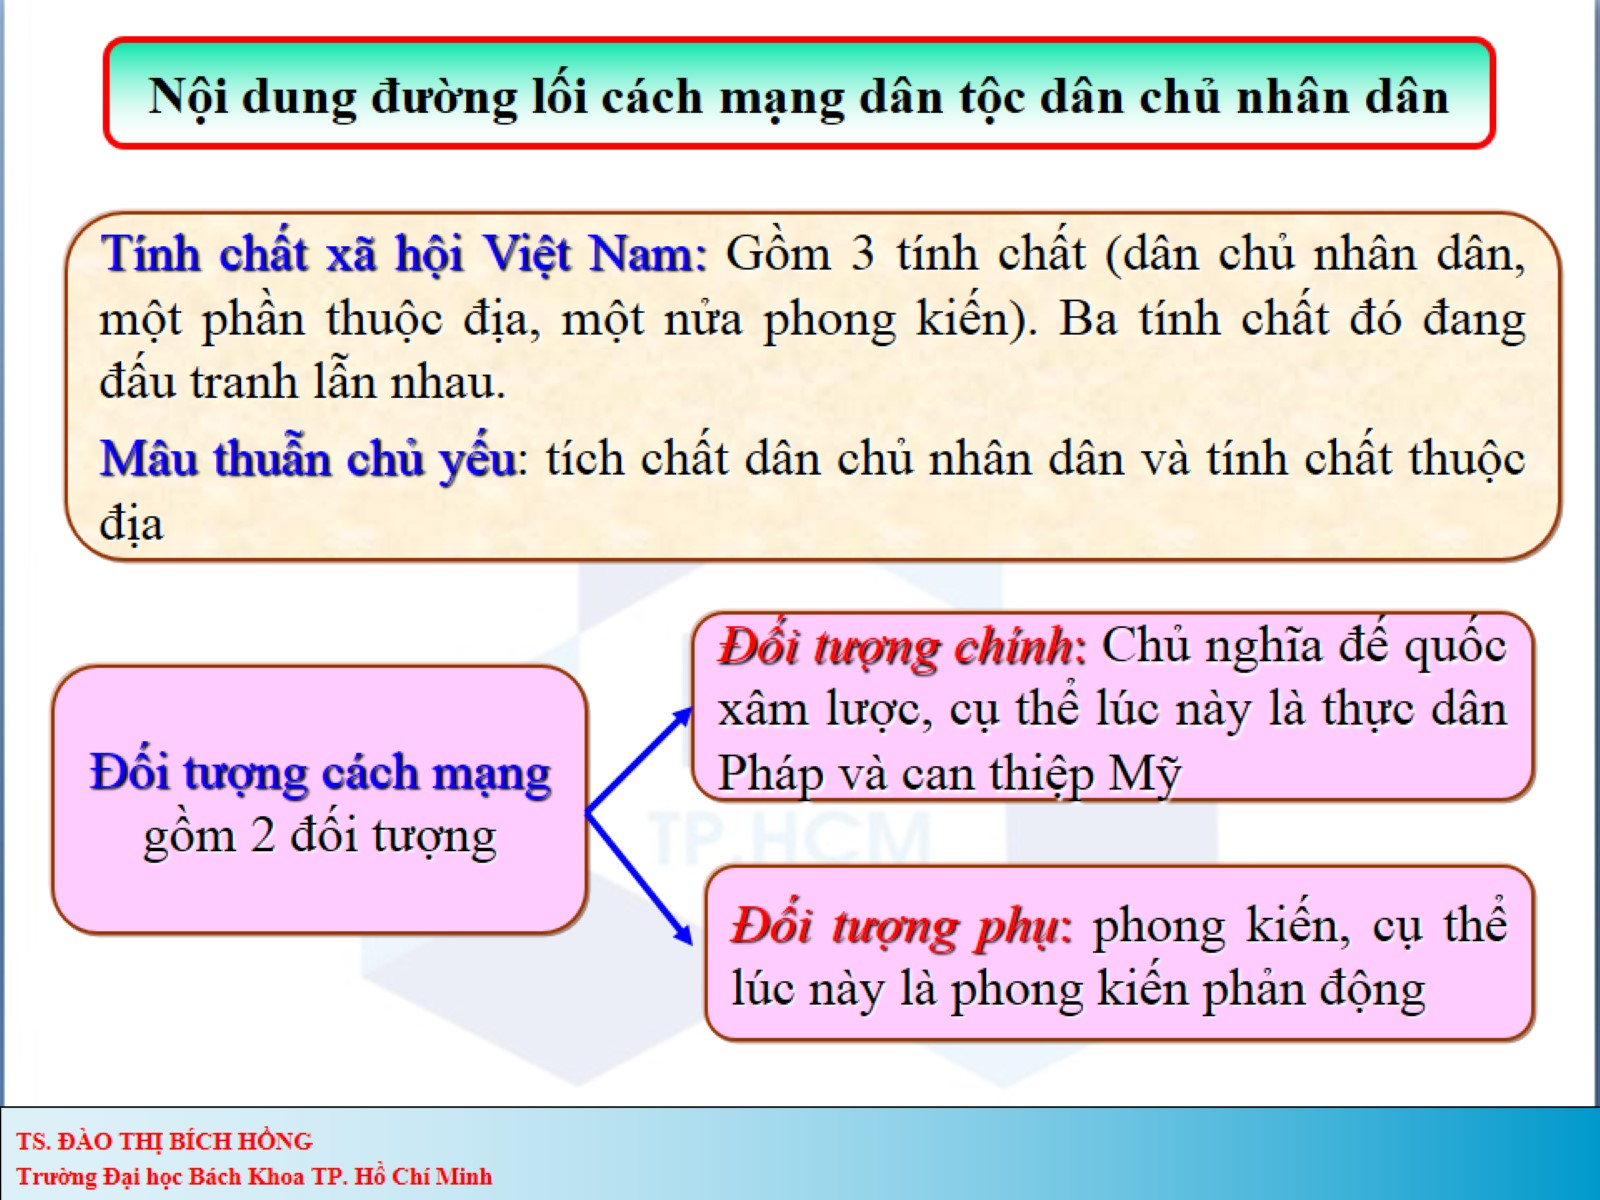 Nội dung đường lối cách mạng dân tộc dân chủ nhân dân
Tính chất xã hội Việt Nam: Gồm 3 tính chất (dân chủ nhân dân,
một phần thuộc địa, một nửa phong kiến). Ba tính chất đó đang
đấu tranh lẫn nhau.
Mâu thuẫn chủ yếu: tích chất dân chủ nhân dân và tính chất thuộc
địa
Đối tượng cách mạng
gồm 2 đối tượng
Đối tượng chính: Chủ nghĩa đế quốc
xâm lược, cụ thể lúc này là thực dân
Pháp và can thiệp Mỹ
TP.HCM
Đối tượng phụ: phong kiến, cụ thể
lúc này là phong kiến phản động
TS. ĐÀO THỊ BÍCH HỒNG
Trường Đại học Bách Khoa TP. Hồ Chí Minh